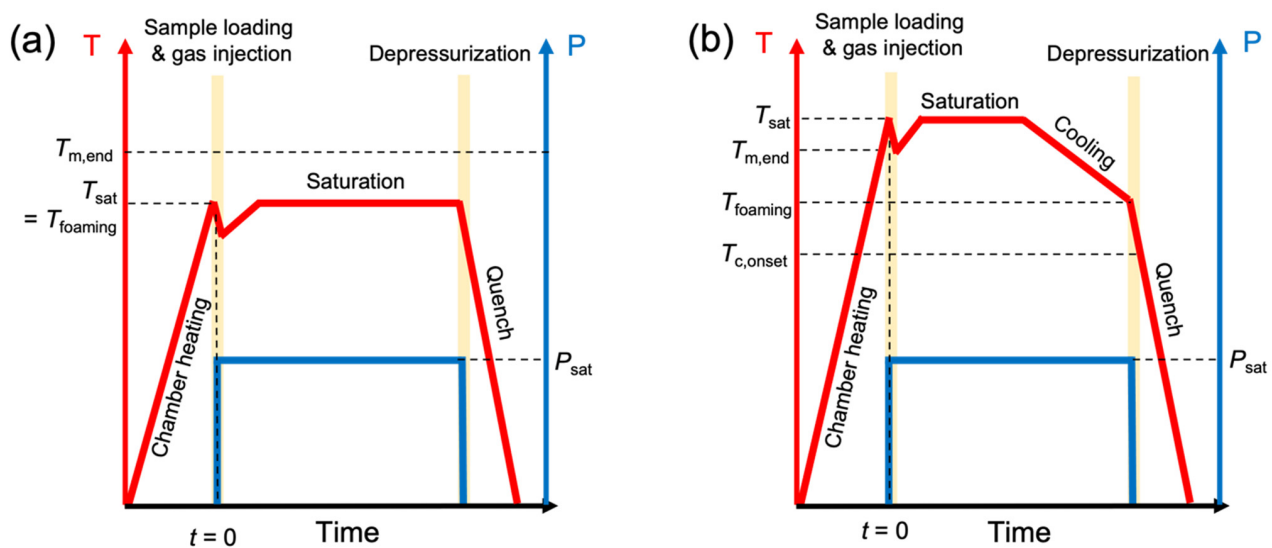 (a)
T
Sample loading
& gas injection
Depressurization
P
Tm,end
Tsat
= Tfoaming
Saturation
Chamber heating
Quench
Psat
t = 0
Time
(b)
T
Sample loading
& gas injection
Depressurization
P
Tsat
Tm,end
Tfoaming
Tc,onset
Saturation
Cooling
Chamber heating
Quench
Psat
t = 0
Time